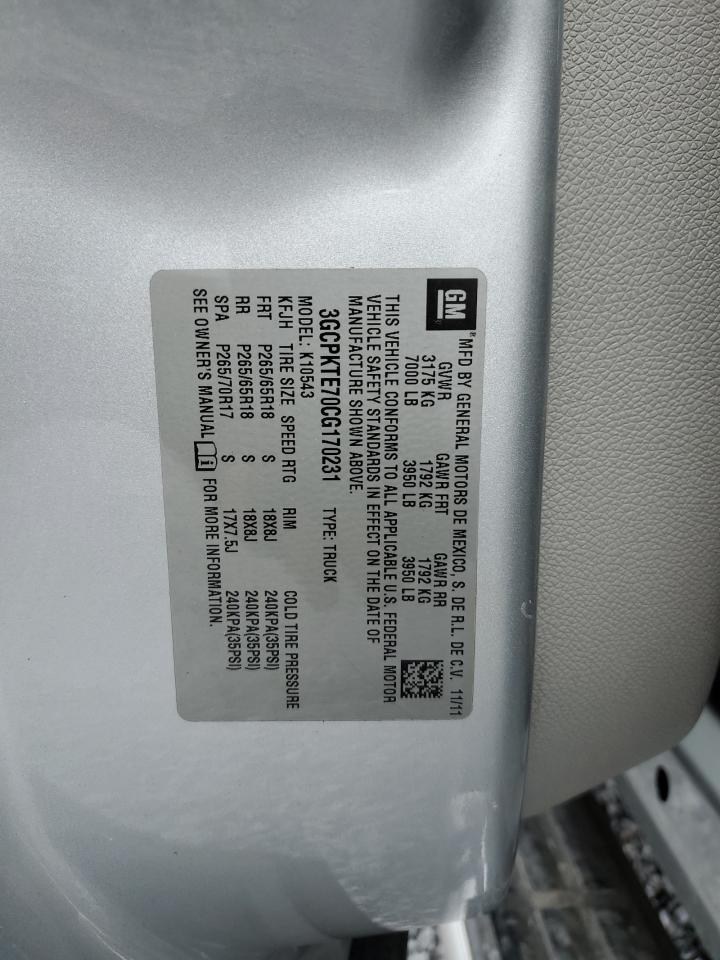 GM ® MFD BY GENERAL MOTORS DE MEXICO, S. DE R.L. DE C.V. 11/11
GVWR GAWR FRT GAWR RR
3175 KG 1792 KG 1792 KG
7000 LB 3950 LB 3950 LB
THIS VEHICLE CONFORMS TO ALL APPLICABLE U.S. FEDERAL MOTOR
VEHICLE SAFETY STANDARDS IN EFFECT ON THE DATE OF
MANUFACTURE SHOWN ABOVE.
3GCPKTE70CG170231 TYPE: TRUCK
MODEL: K10543
KFJH TIRE SIZE SPEED RTG RIM COLD TIRE PRESSURE
FRT P265/65R18 S 18X8J 240KPA(35PSI)
RR P265/65R18 S 18X8J 240KPA(35PSI)
SPA P265/70R17 S 17X7.5J 240KPA(35PSI)
SEE OWNER'S MANUAL i FOR MORE INFORMATION.